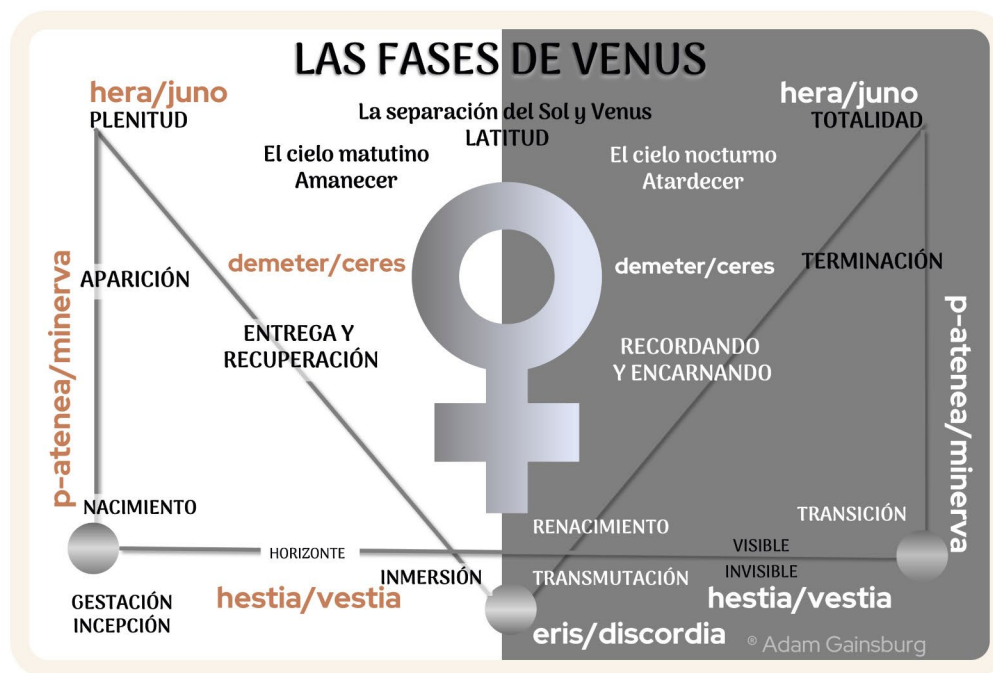 LAS FASES DE VENUS
hera/juno
PLENITUD
La separación del Sol y Venus
LATITUD
hera/juno
TOTALIDAD
El cielo matutino
Amanecer
El cielo nocturno
Atardecer
p-atenea/minerva
APARICIÓN
demeter/ceres
demeter/ceres
TERMINACIÓN
p-atenea/minerva
ENTREGA Y
RECUPERACIÓN
RECORDANDO
Y ENCARNANDO
NACIMIENTO
RENACIMIENTO
TRANSICIÓN
HORIZONTE
VISIBLE
INVISIBLE
INMERSIÓN
TRANSMUTACIÓN
GESTACIÓN
INCEPCIÓN
hestia/vestia
hestia/vestia
eris/discordia
® Adam Gainsburg